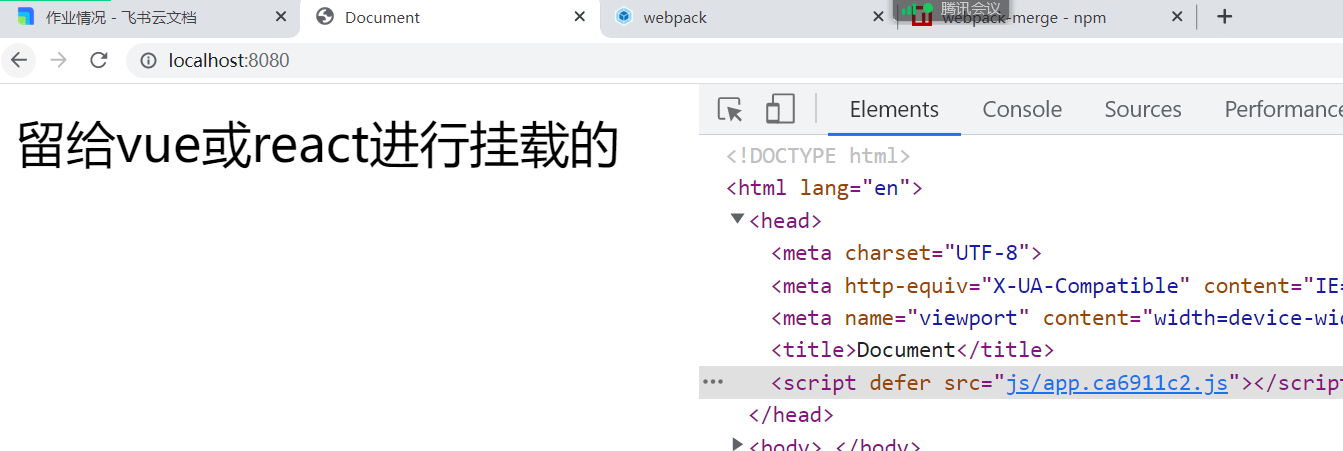 作业情况 - 飞书云文档
Document
webpack
腾讯会议
webpack-merge - npm
localhost:8080
留给vue或react进行挂载的
Elements
Console
Sources
Performance
<!DOCTYPE html>
<html lang="en">
<head>
<meta charset="UTF-8">
<meta http-equiv="X-UA-Compatible" content="IE=
<meta name="viewport" content="width=device-wid
<title>Document</title>
<script defer src="js/app.ca6911c2.js"></script
</head>
<body> </body>